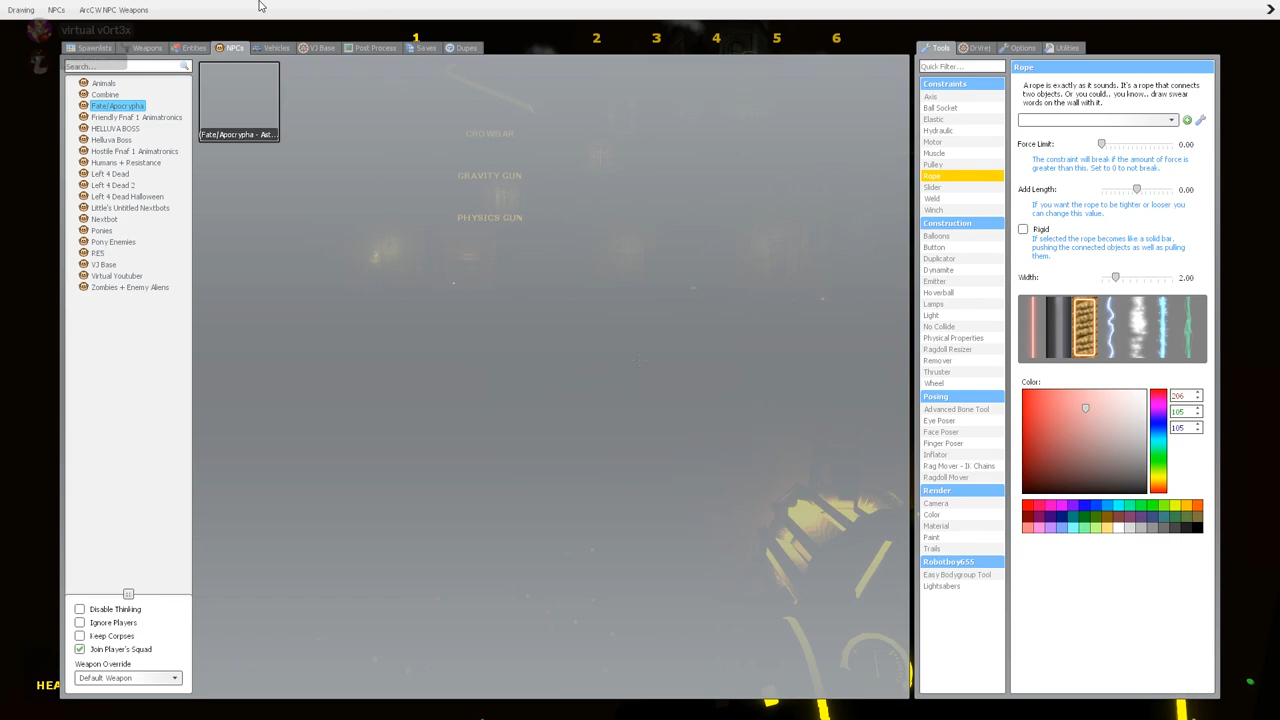 Drawing NPCs ArcCW NPC Weapons
virtual v0rt3x
1 2 3 4 5 6
Spawnlists Weapons Entities NPCs Vehicles VJ Base Post Process Saves Dupes
Search...
Animals
Combine
Fate/Apocrypha
Friendly Fnaf 1 Animatronics
HELLUVA BOSS
Helluva Boss
Hostile Fnaf 1 Animatronics
Humans + Resistance
Left 4 Dead
Left 4 Dead 2
Left 4 Dead Halloween
Little's Untitled Nextbots
Nextbot
Ponies
Pony Enemies
RE5
VJ Base
Virtual Youtuber
Zombies + Enemy Aliens
Disable Thinking
Ignore Players
Keep Corpses
Join Player's Squad
Weapon Override
Default Weapon
HEA
(Fate/Apocrypha - Ast...
CROWBAR
GRAVITY GUN
PHYSICS GUN
Tools DrVrej Options Utilities
Quick Filter...
Constraints
Axis
Ball Socket
Elastic
Hydraulic
Motor
Muscle
Pulley
Rope
Slider
Weld
Winch
Construction
Balloons
Button
Duplicator
Dynamite
Emitter
Hoverball
Lamps
Light
No Collide
Physical Properties
Ragdoll Resizer
Remover
Thruster
Wheel
Posing
Advanced Bone Tool
Eye Poser
Face Poser
Finger Poser
Inflator
Rag Mover - IK Chains
Ragdoll Mover
Render
Camera
Color
Material
Paint
Trails
Robotboy655
Easy Bodygroup Tool
Lightsabers
Rope
A rope is exactly as it sounds. It's a rope that connects
two objects. Or you could.. you know.. draw swear
words on the wall with it.
Force Limit: 0.00
The constraint will break if the amount of force is
greater than this. Set to 0 to not break.
Add Length: 0.00
If you want the rope to be tighter or looser you
can change this value.
Rigid
If selected the rope becomes like a solid bar,
pushing the connected objects as well as pulling
them.
Width: 2.00
Color:
206
105
105